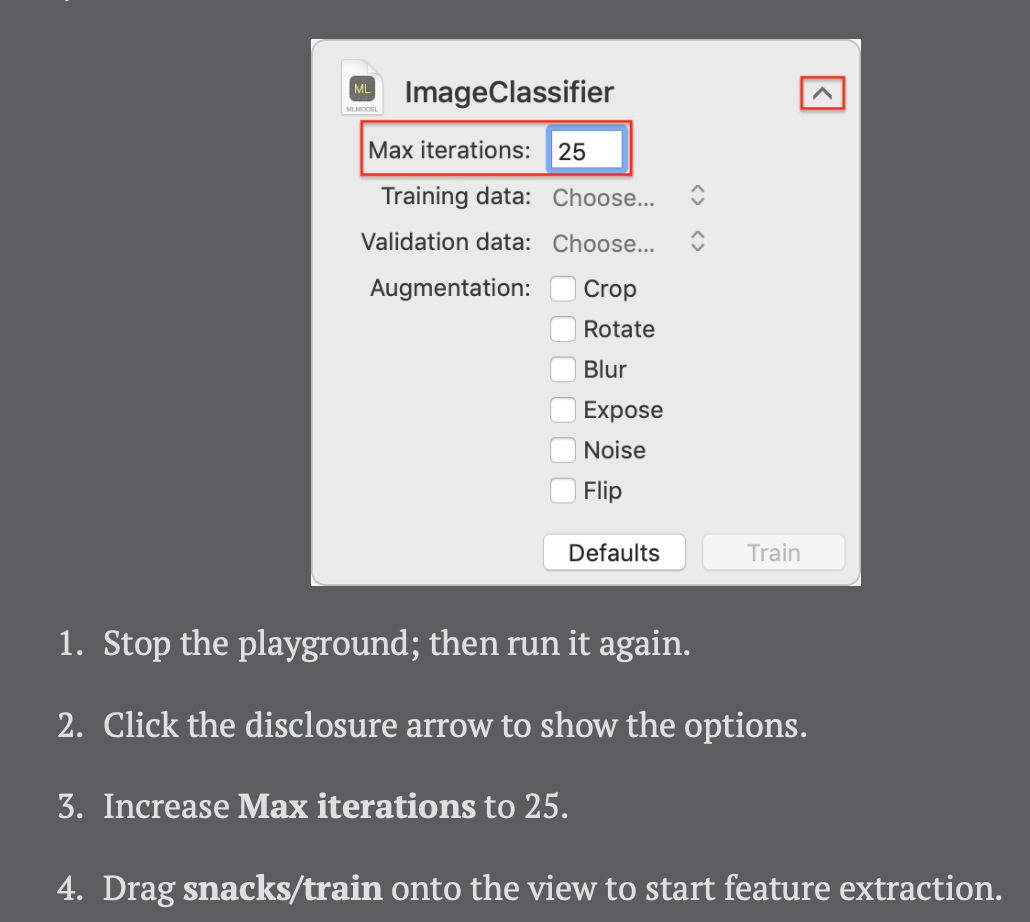 ML
MLMODEL
ImageClassifier
Max iterations: 25
Training data: Choose...
Validation data: Choose...
Augmentation: Crop
Rotate
Blur
Expose
Noise
Flip
Defaults Train
1. Stop the playground; then run it again.
2. Click the disclosure arrow to show the options.
3. Increase Max iterations to 25.
4. Drag snacks/train onto the view to start feature extraction.